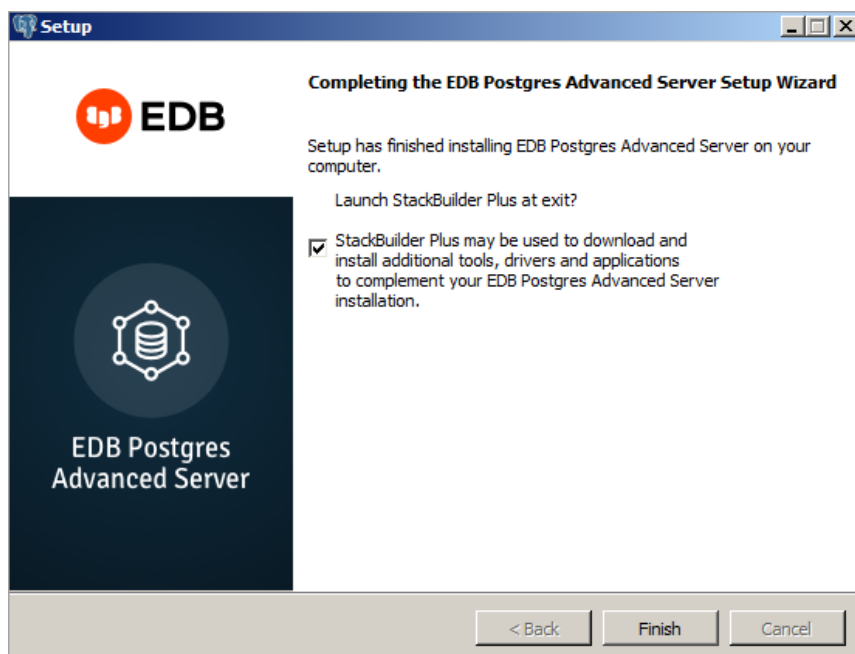 Setup
EDB
Completing the EDB Postgres Advanced Server Setup Wizard
Setup has finished installing EDB Postgres Advanced Server on your
computer.
Launch StackBuilder Plus at exit?
StackBuilder Plus may be used to download and
install additional tools, drivers and applications
to complement your EDB Postgres Advanced Server
installation.
EDB Postgres
Advanced Server
< Back
Finish
Cancel